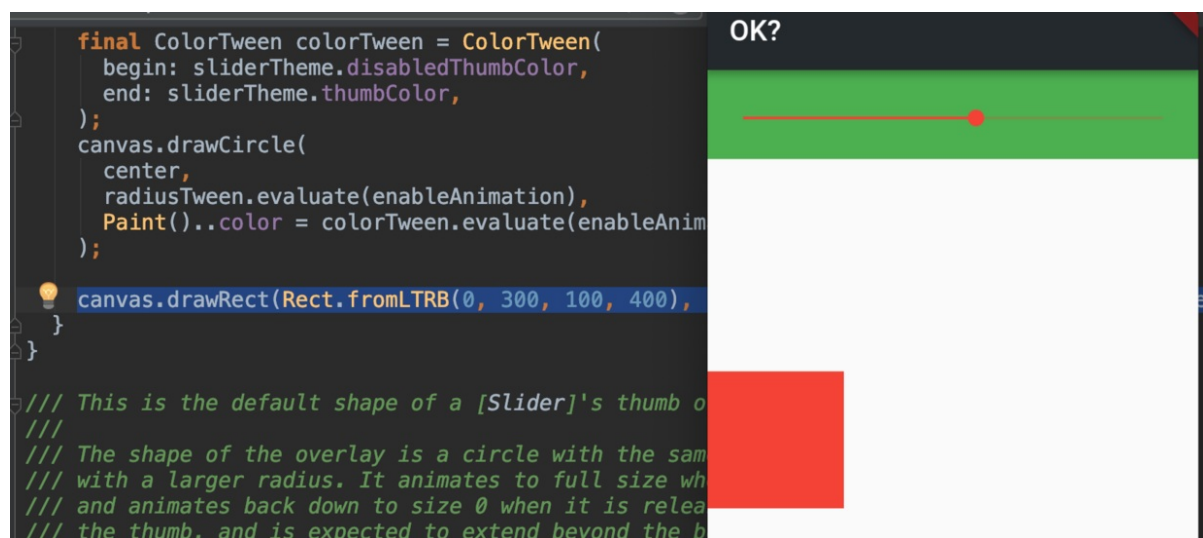 final ColorTween colorTween = ColorTween(
begin: sliderTheme.disabledThumbColor,
end: sliderTheme.thumbColor,
);
canvas.drawCircle(
center,
radiusTween.evaluate(enableAnimation),
Paint()..color = colorTween.evaluate(enableAnim
);
canvas.drawRect(Rect.fromLTRB(0, 300, 100, 400),
}
}
/// This is the default shape of a [Slider]'s thumb o
///
/// The shape of the overlay is a circle with the sam
/// with a larger radius. It animates to full size wh
/// and animates back down to size 0 when it is relea
/// the thumb, and is expected to extend beyond the b
OK?